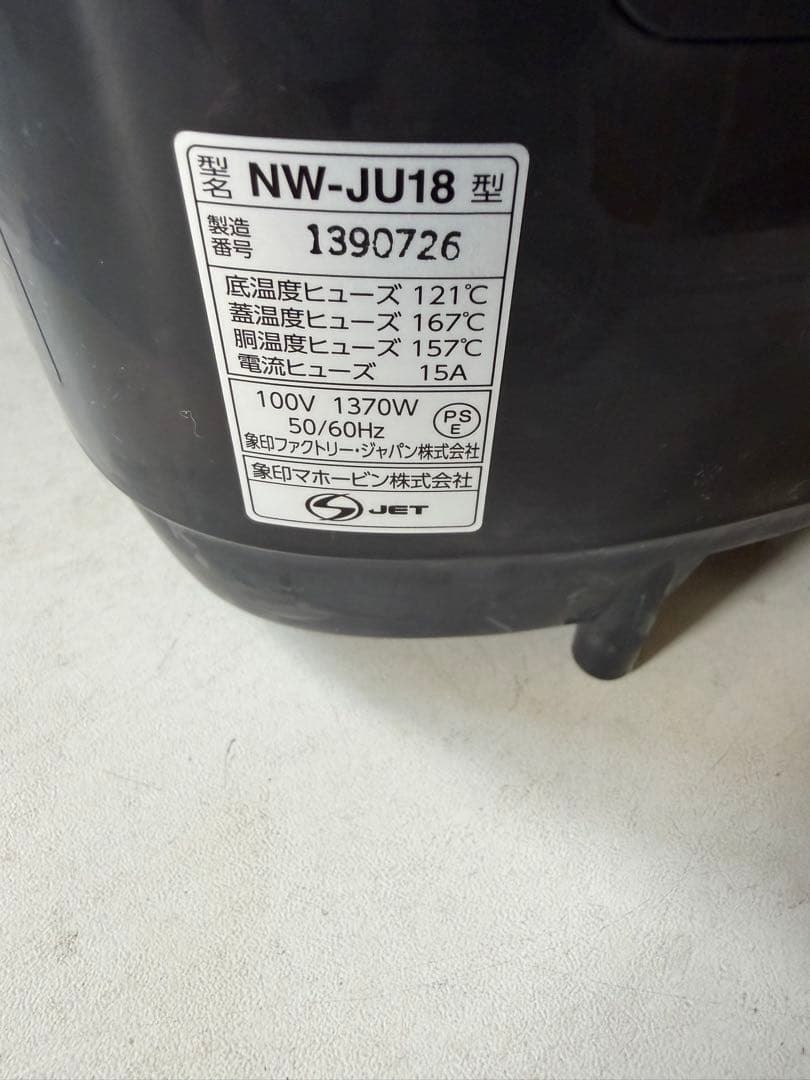 型名 NW-JU18 型
製造番号 1390726
底温度ヒューズ 121℃
蓋温度ヒューズ 167℃
胴温度ヒューズ 157℃
電流ヒューズ 15A
100V 1370W
50/60Hz
PSE
象印ファクトリー・ジャパン株式会社
象印マホービン株式会社
JET